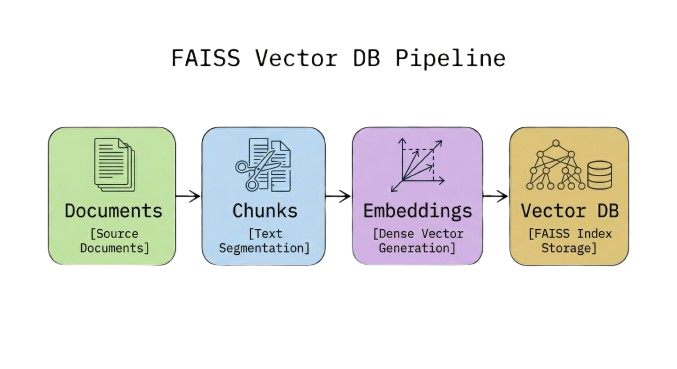 FAISS Vector DB Pipeline
Documents
[Source
Documents]
Chunks
[Text
Segmentation]
Embeddings
[Dense Vector
Generation]
Vector DB
[FAISS Index
Storage]